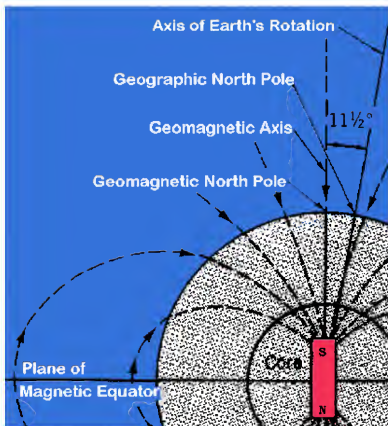 Axis of Earth's Rotation
Geographic North Pole
11½°
Geomagnetic Axis
Geomagnetic North Pole
Core
S
Plane of
Magnetic Equator
N